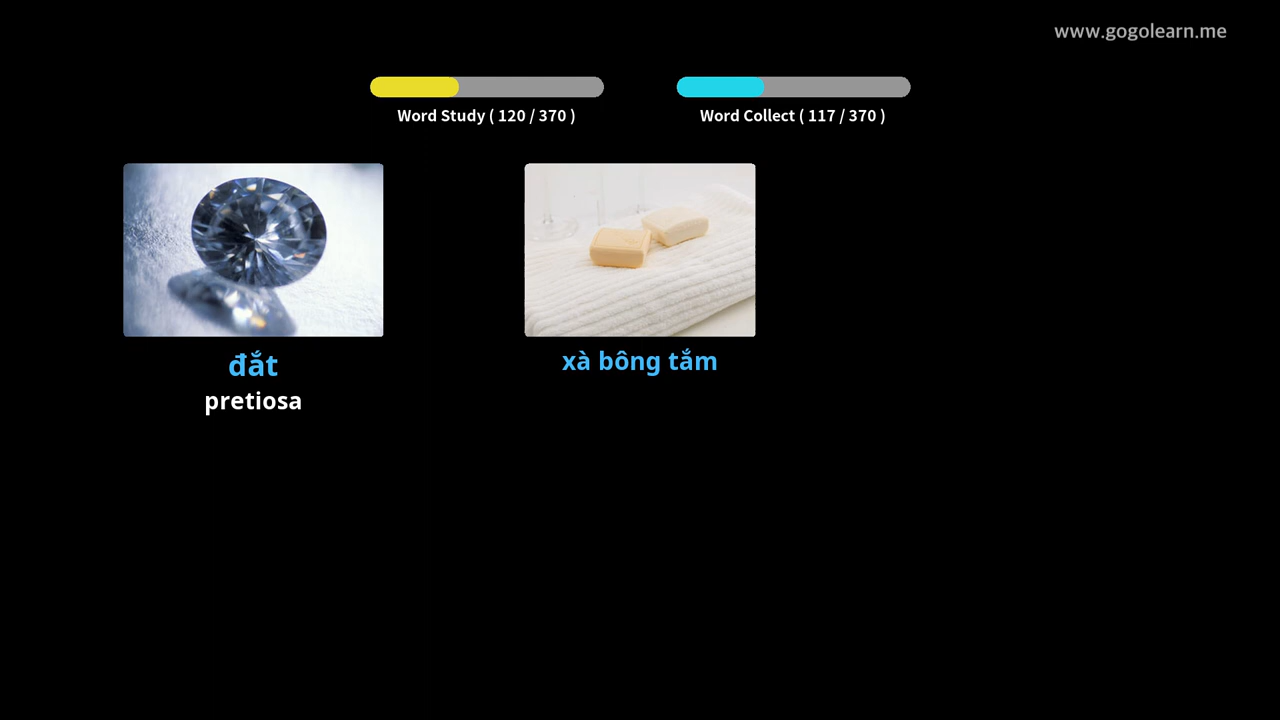 www.gogolearn.me
Word Study ( 120 / 370 )
Word Collect ( 117 / 370 )
đắt
pretiosa
xà bông tắm